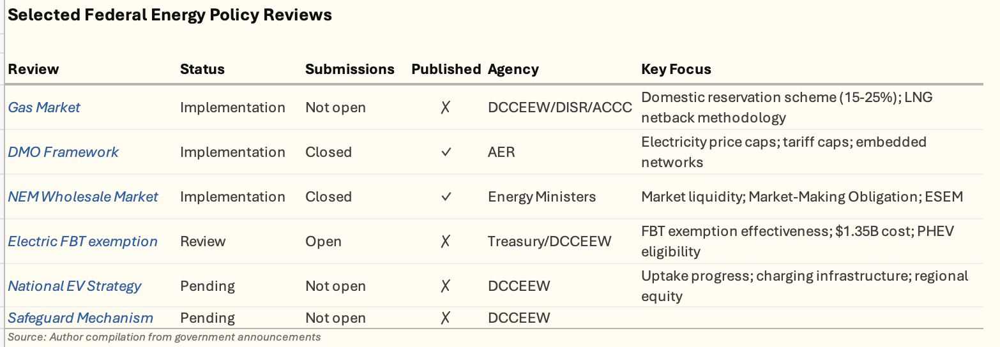 Selected Federal Energy Policy Reviews
Review Status Submissions Published Agency Key Focus
Gas Market Implementation Not open ✗ DCCEEW/DISR/ACCC Domestic reservation scheme (15-25%); LNG
netback methodology
DMO Framework Implementation Closed ✓ AER Electricity price caps; tariff caps; embedded
networks
NEM Wholesale Market Implementation Closed ✓ Energy Ministers Market liquidity; Market-Making Obligation; ESEM
Electric FBT exemption Review Open ✗ Treasury/DCCEEW FBT exemption effectiveness; $1.35B cost; PHEV
eligibility
National EV Strategy Pending Not open ✗ DCCEEW Uptake progress; charging infrastructure; regional
equity
Safeguard Mechanism Pending Not open ✗ DCCEEW
Source: Author compilation from government announcements